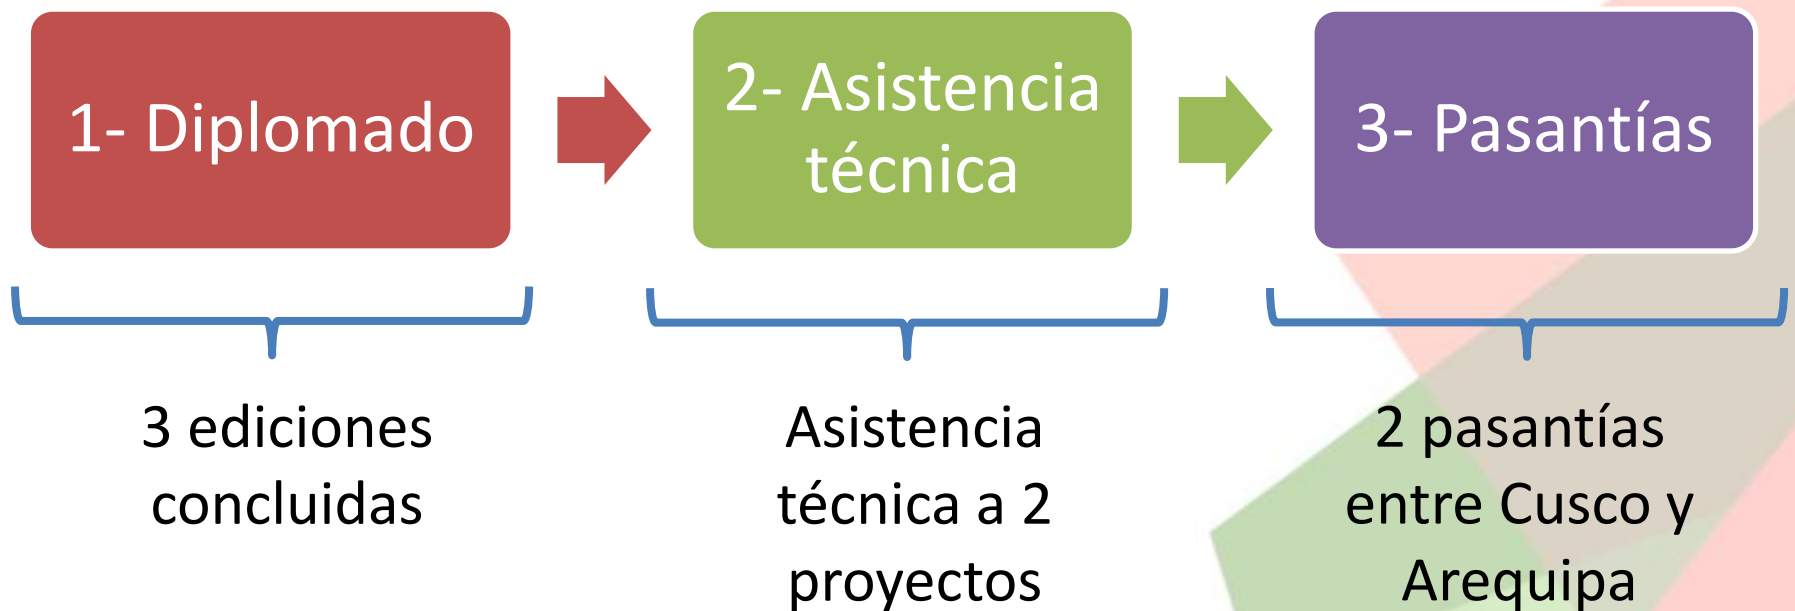 1- Diplomado
2- Asistencia
técnica
3- Pasantías
3 ediciones
concluidas
Asistencia
técnica a 2
proyectos
2 pasantías
entre Cusco y
Arequipa